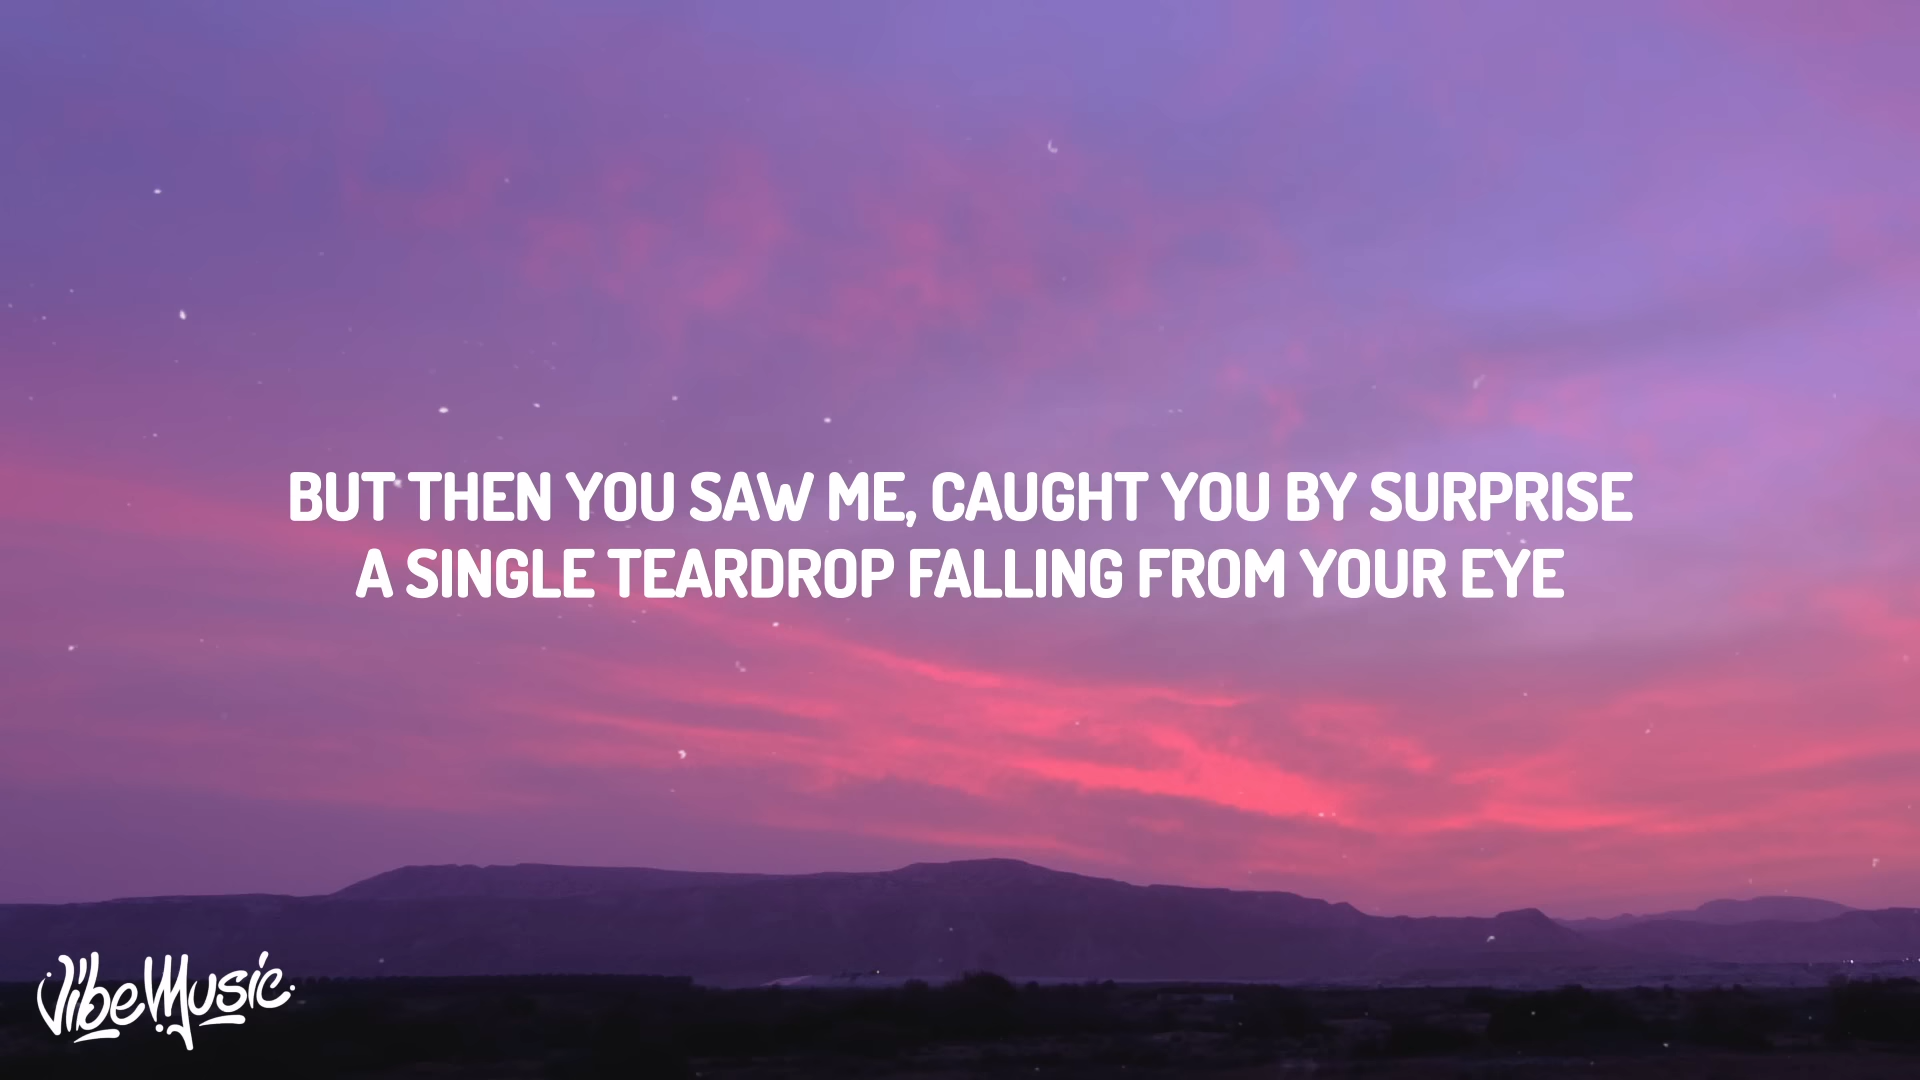 BUT THEN YOU SAW ME, CAUGHT YOU BY SURPRISE
A SINGLE TEARDROP FALLING FROM YOUR EYE
VibeMusic